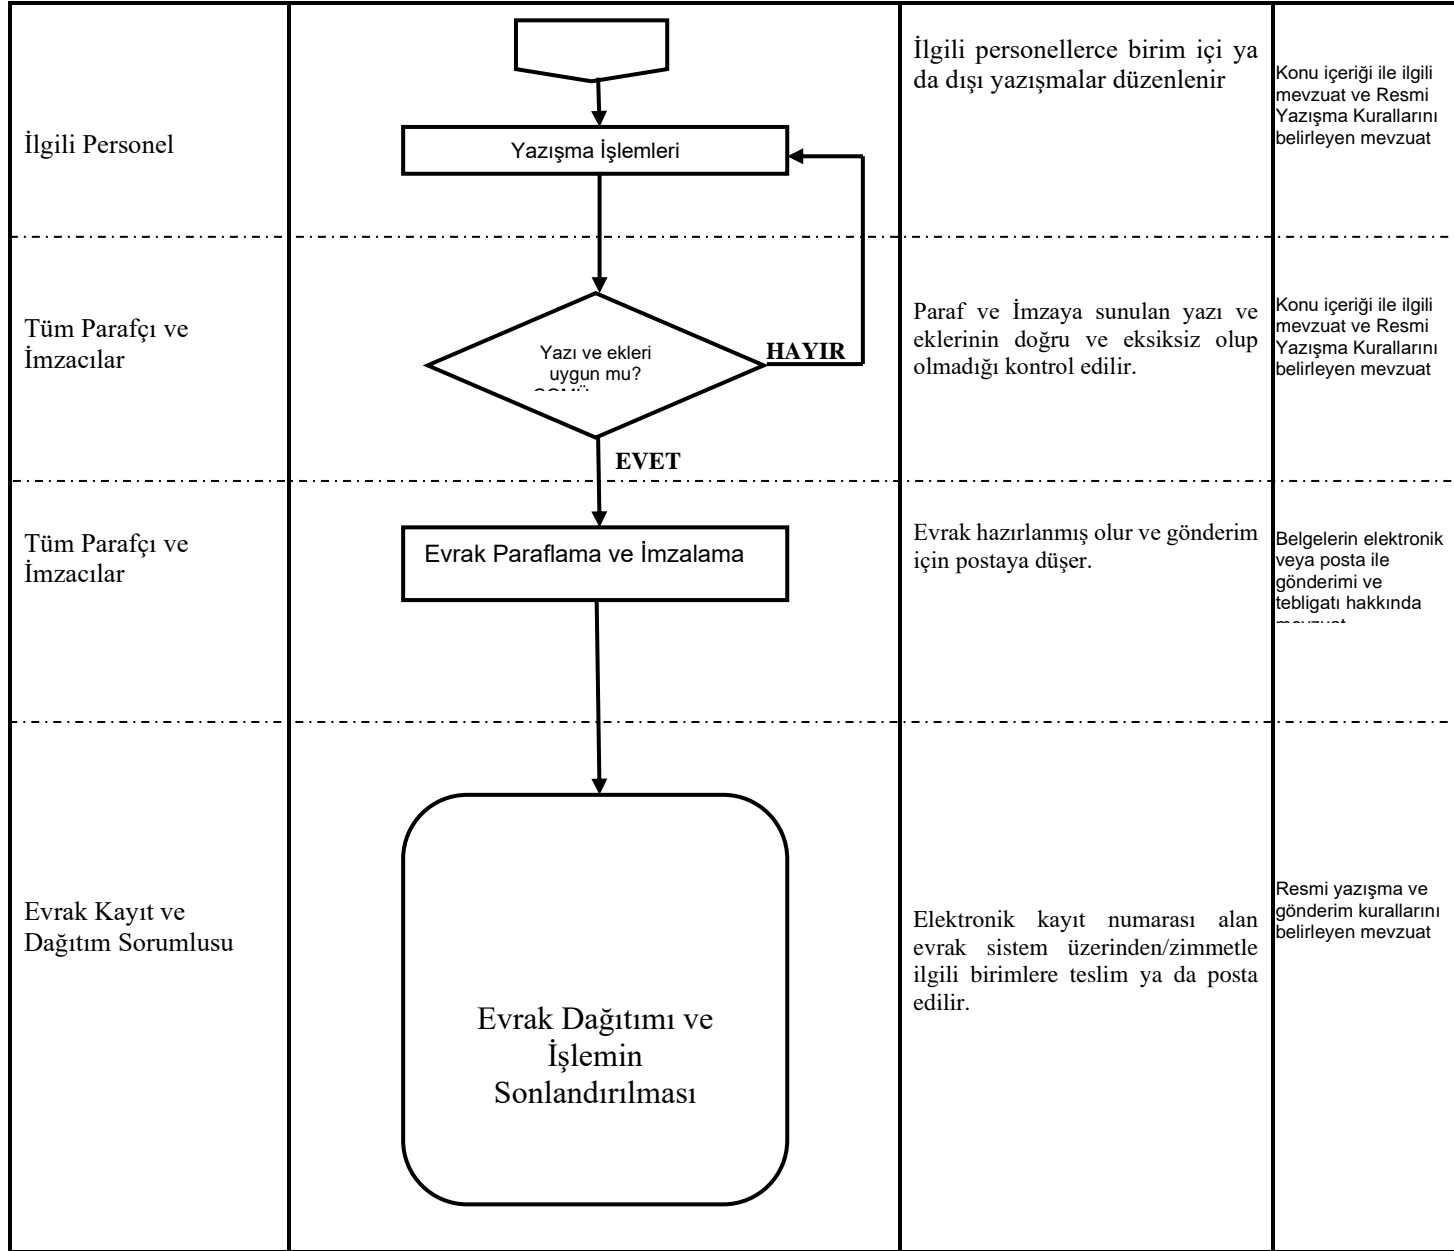 İlgili Personel
Yazışma İşlemleri
İlgili personellerce birim içi ya
da dışı yazışmalar düzenlenir
Konu içeriği ile ilgili
mevzuat ve Resmi
Yazışma Kurallarını
belirleyen mevzuat
Tüm Parafçı ve
İmzacılar
Yazı ve ekleri
uygun mu?
HAYIR
EVET
Paraf ve İmzaya sunulan yazı ve
eklerinin doğru ve eksiksiz olup
olmadığı kontrol edilir.
Konu içeriği ile ilgili
mevzuat ve Resmi
Yazışma Kurallarını
belirleyen mevzuat
Tüm Parafçı ve
İmzacılar
Evrak Paraflama ve İmzalama
Evrak hazırlanmış olur ve gönderim
için postaya düşer.
Belgelerin elektronik
veya posta ile
gönderimi ve
tebligatı hakkında
Evrak Kayıt ve
Dağıtım Sorumlusu
Evrak Dağıtımı ve
İşlemin
Sonlandırılması
Elektronik kayıt numarası alan
evrak sistem üzerinden/zimmetle
ilgili birimlere teslim ya da posta
edilir.
Resmi yazışma ve
gönderim kurallarını
belirleyen mevzuat